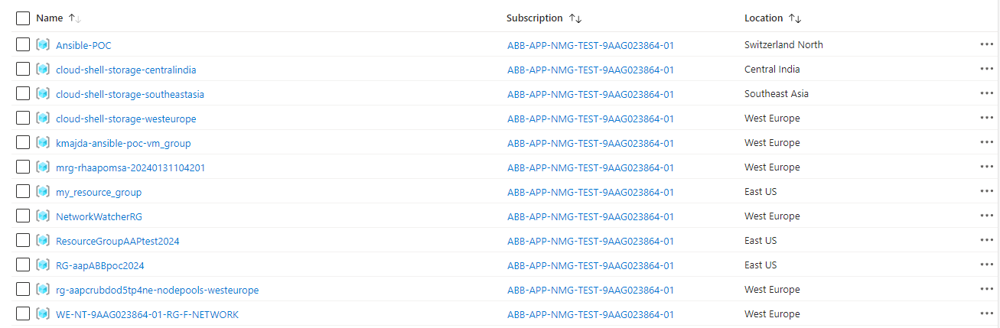 Name Subscription Location
Ansible-POC ABB-APP-NMG-TEST-9AAG023864-01 Switzerland North
cloud-shell-storage-centralindia ABB-APP-NMG-TEST-9AAG023864-01 Central India
cloud-shell-storage-southeastasia ABB-APP-NMG-TEST-9AAG023864-01 Southeast Asia
cloud-shell-storage-westeurope ABB-APP-NMG-TEST-9AAG023864-01 West Europe
kmajda-ansible-poc-vm_group ABB-APP-NMG-TEST-9AAG023864-01 West Europe
mrg-rhaapomsa-20240131104201 ABB-APP-NMG-TEST-9AAG023864-01 West Europe
my_resource_group ABB-APP-NMG-TEST-9AAG023864-01 East US
NetworkWatcherRG ABB-APP-NMG-TEST-9AAG023864-01 West Europe
ResourceGroupAAPtest2024 ABB-APP-NMG-TEST-9AAG023864-01 East US
RG-aapABBpoc2024 ABB-APP-NMG-TEST-9AAG023864-01 East US
rg-aapcrubdod5tp4ne-nodepools-westeurope ABB-APP-NMG-TEST-9AAG023864-01 West Europe
WE-NT-9AAG023864-01-RG-F-NETWORK ABB-APP-NMG-TEST-9AAG023864-01 West Europe